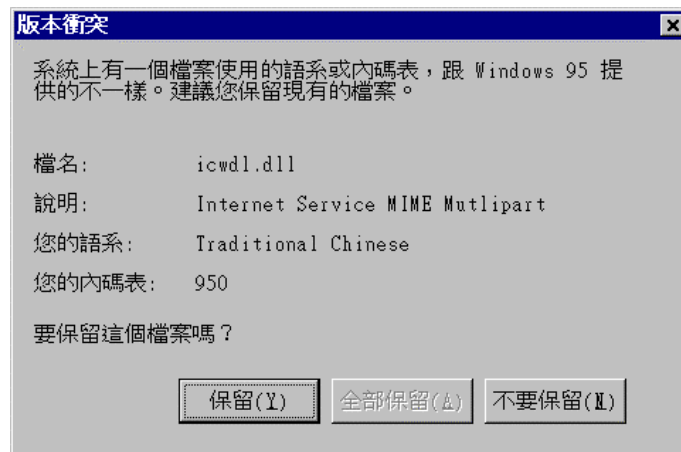 版本衝突
系統上有一個檔案使用的語系或內碼表，跟 Windows 95 提
供的不一樣。建議您保留現有的檔案。
檔名: icwdl.dll
說明: Internet Service MIME Mutlipart
您的語系: Traditional Chinese
您的內碼表: 950
要保留這個檔案嗎？
保留(Y) 全部保留(A) 不要保留(N)